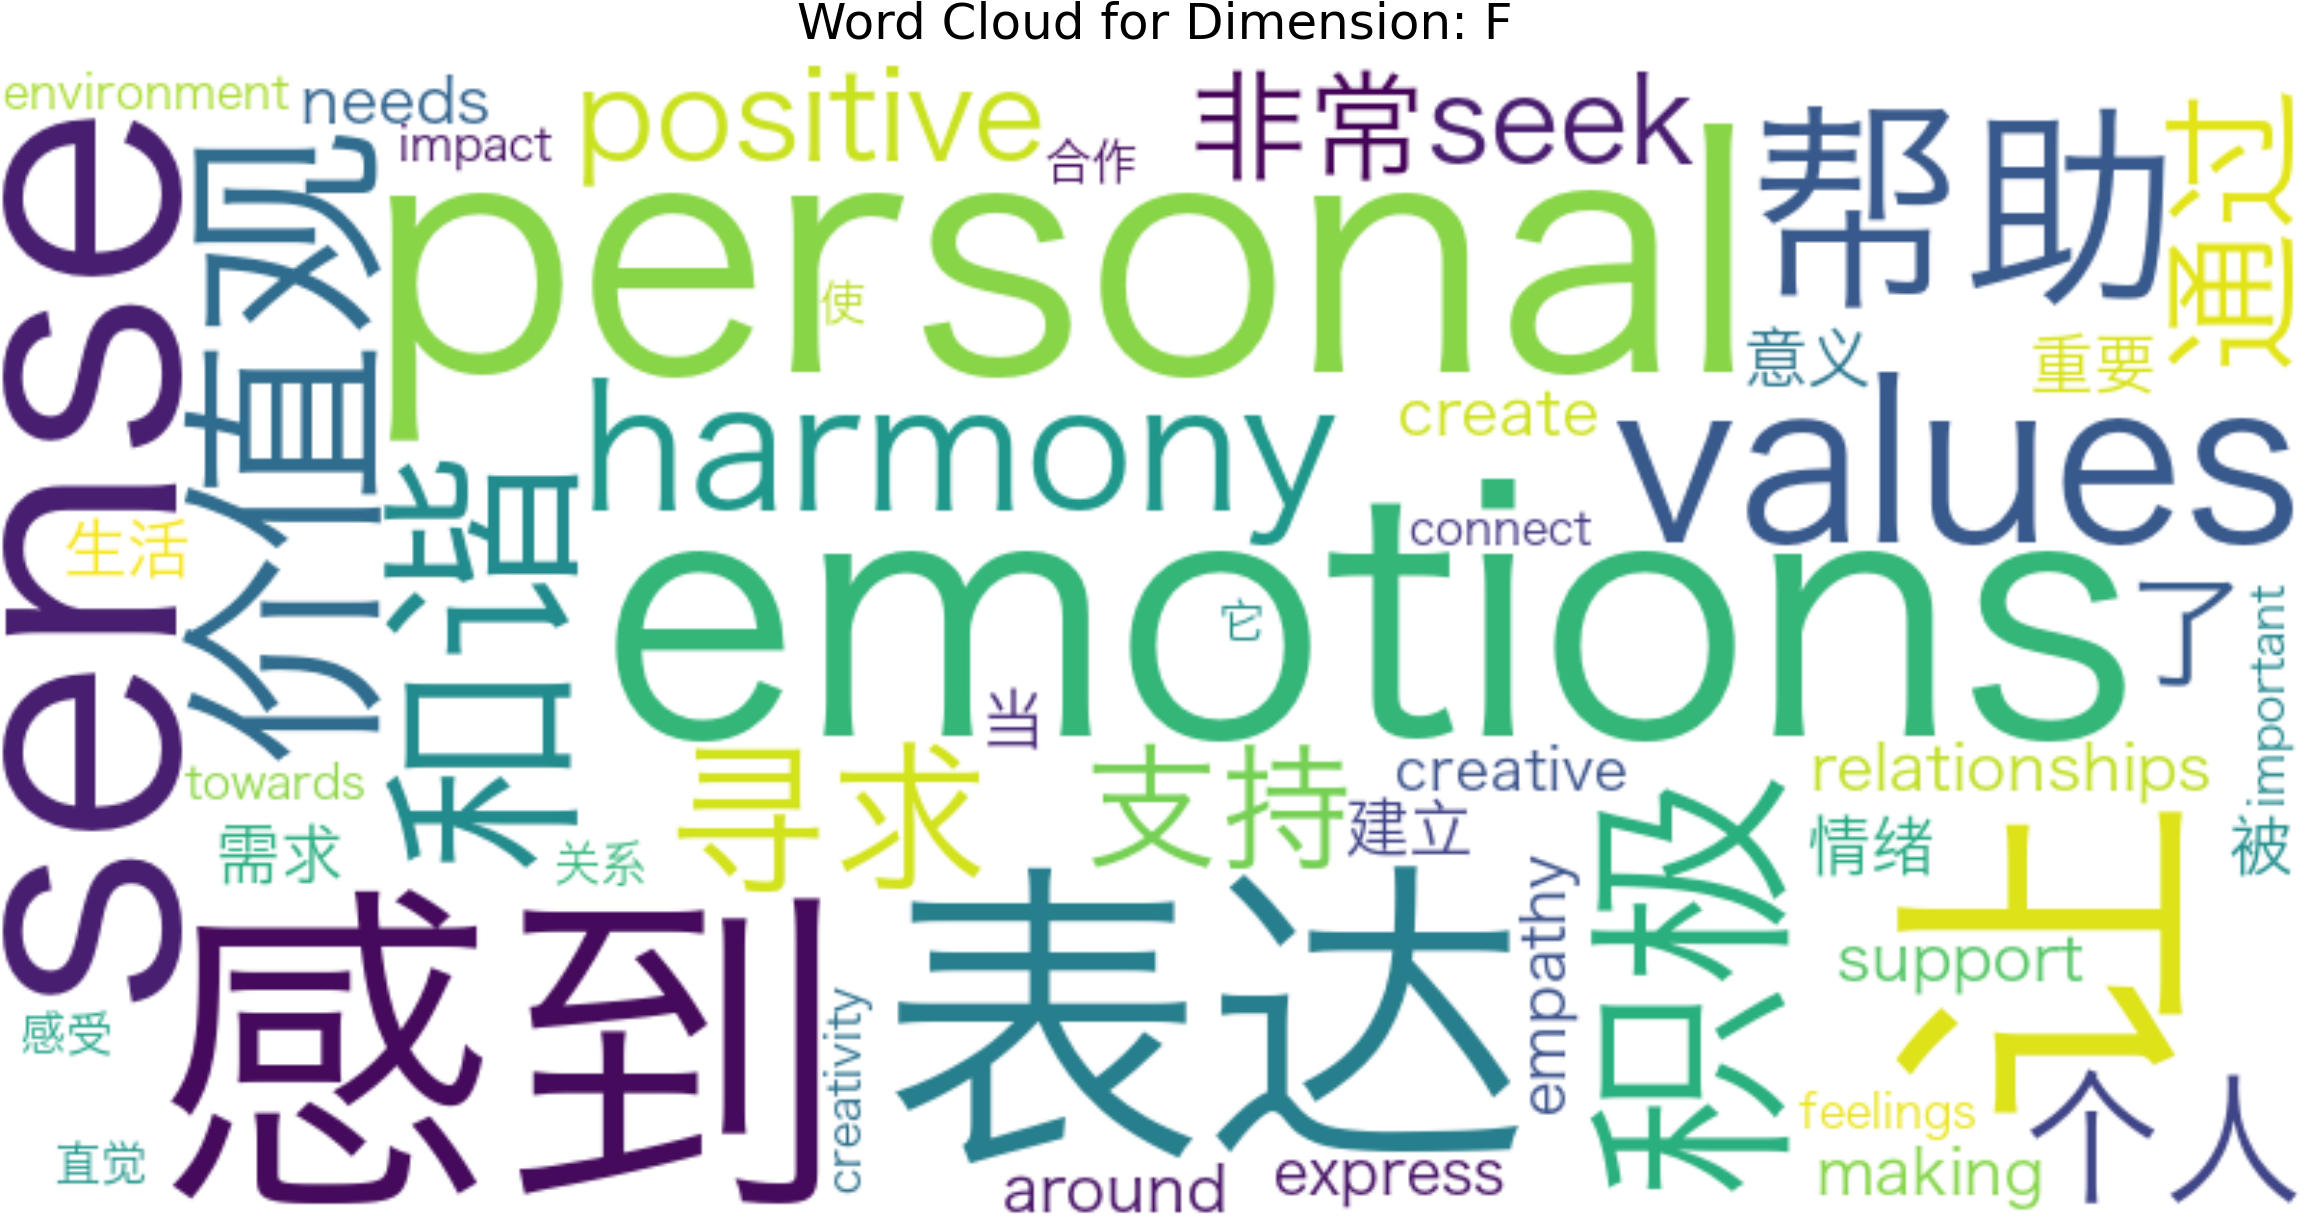 Word Cloud for Dimension: F
environment
needs
impact
positive
合作
非常
seek
帮助
通过
sense
价值观
personal
使
意义
重要
harmony
create
values
和谐
connect
生活
emotions
它
了
important
当
towards
寻求
支持
creative
relationships
需求
关系
建立
积极
情绪
被
感到
表达
empathy
让
support
感受
creativity
直觉
feelings
个人
around
express
making